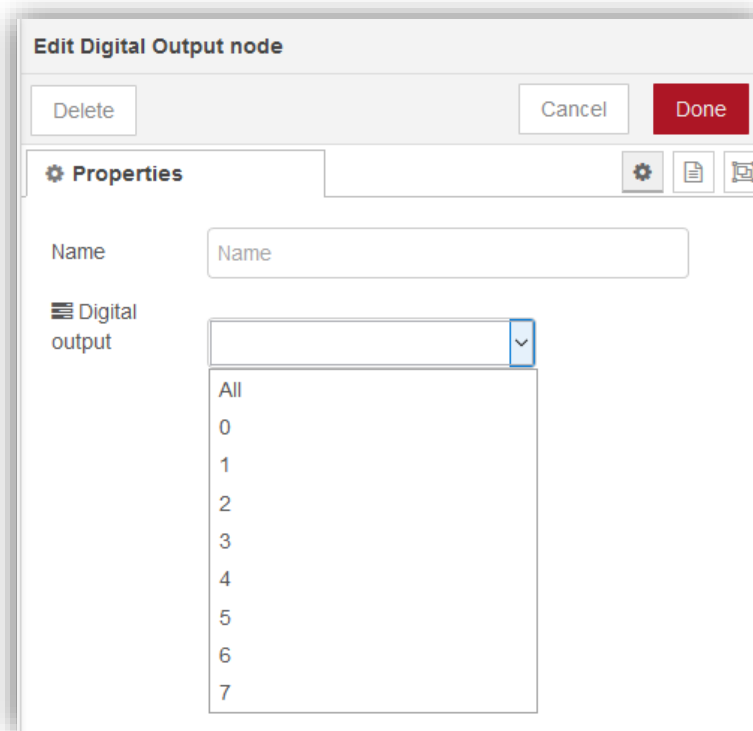 Edit Digital Output node
Delete
Cancel
Done
Properties
Name
Name
Digital
output
All
0
1
2
3
4
5
6
7